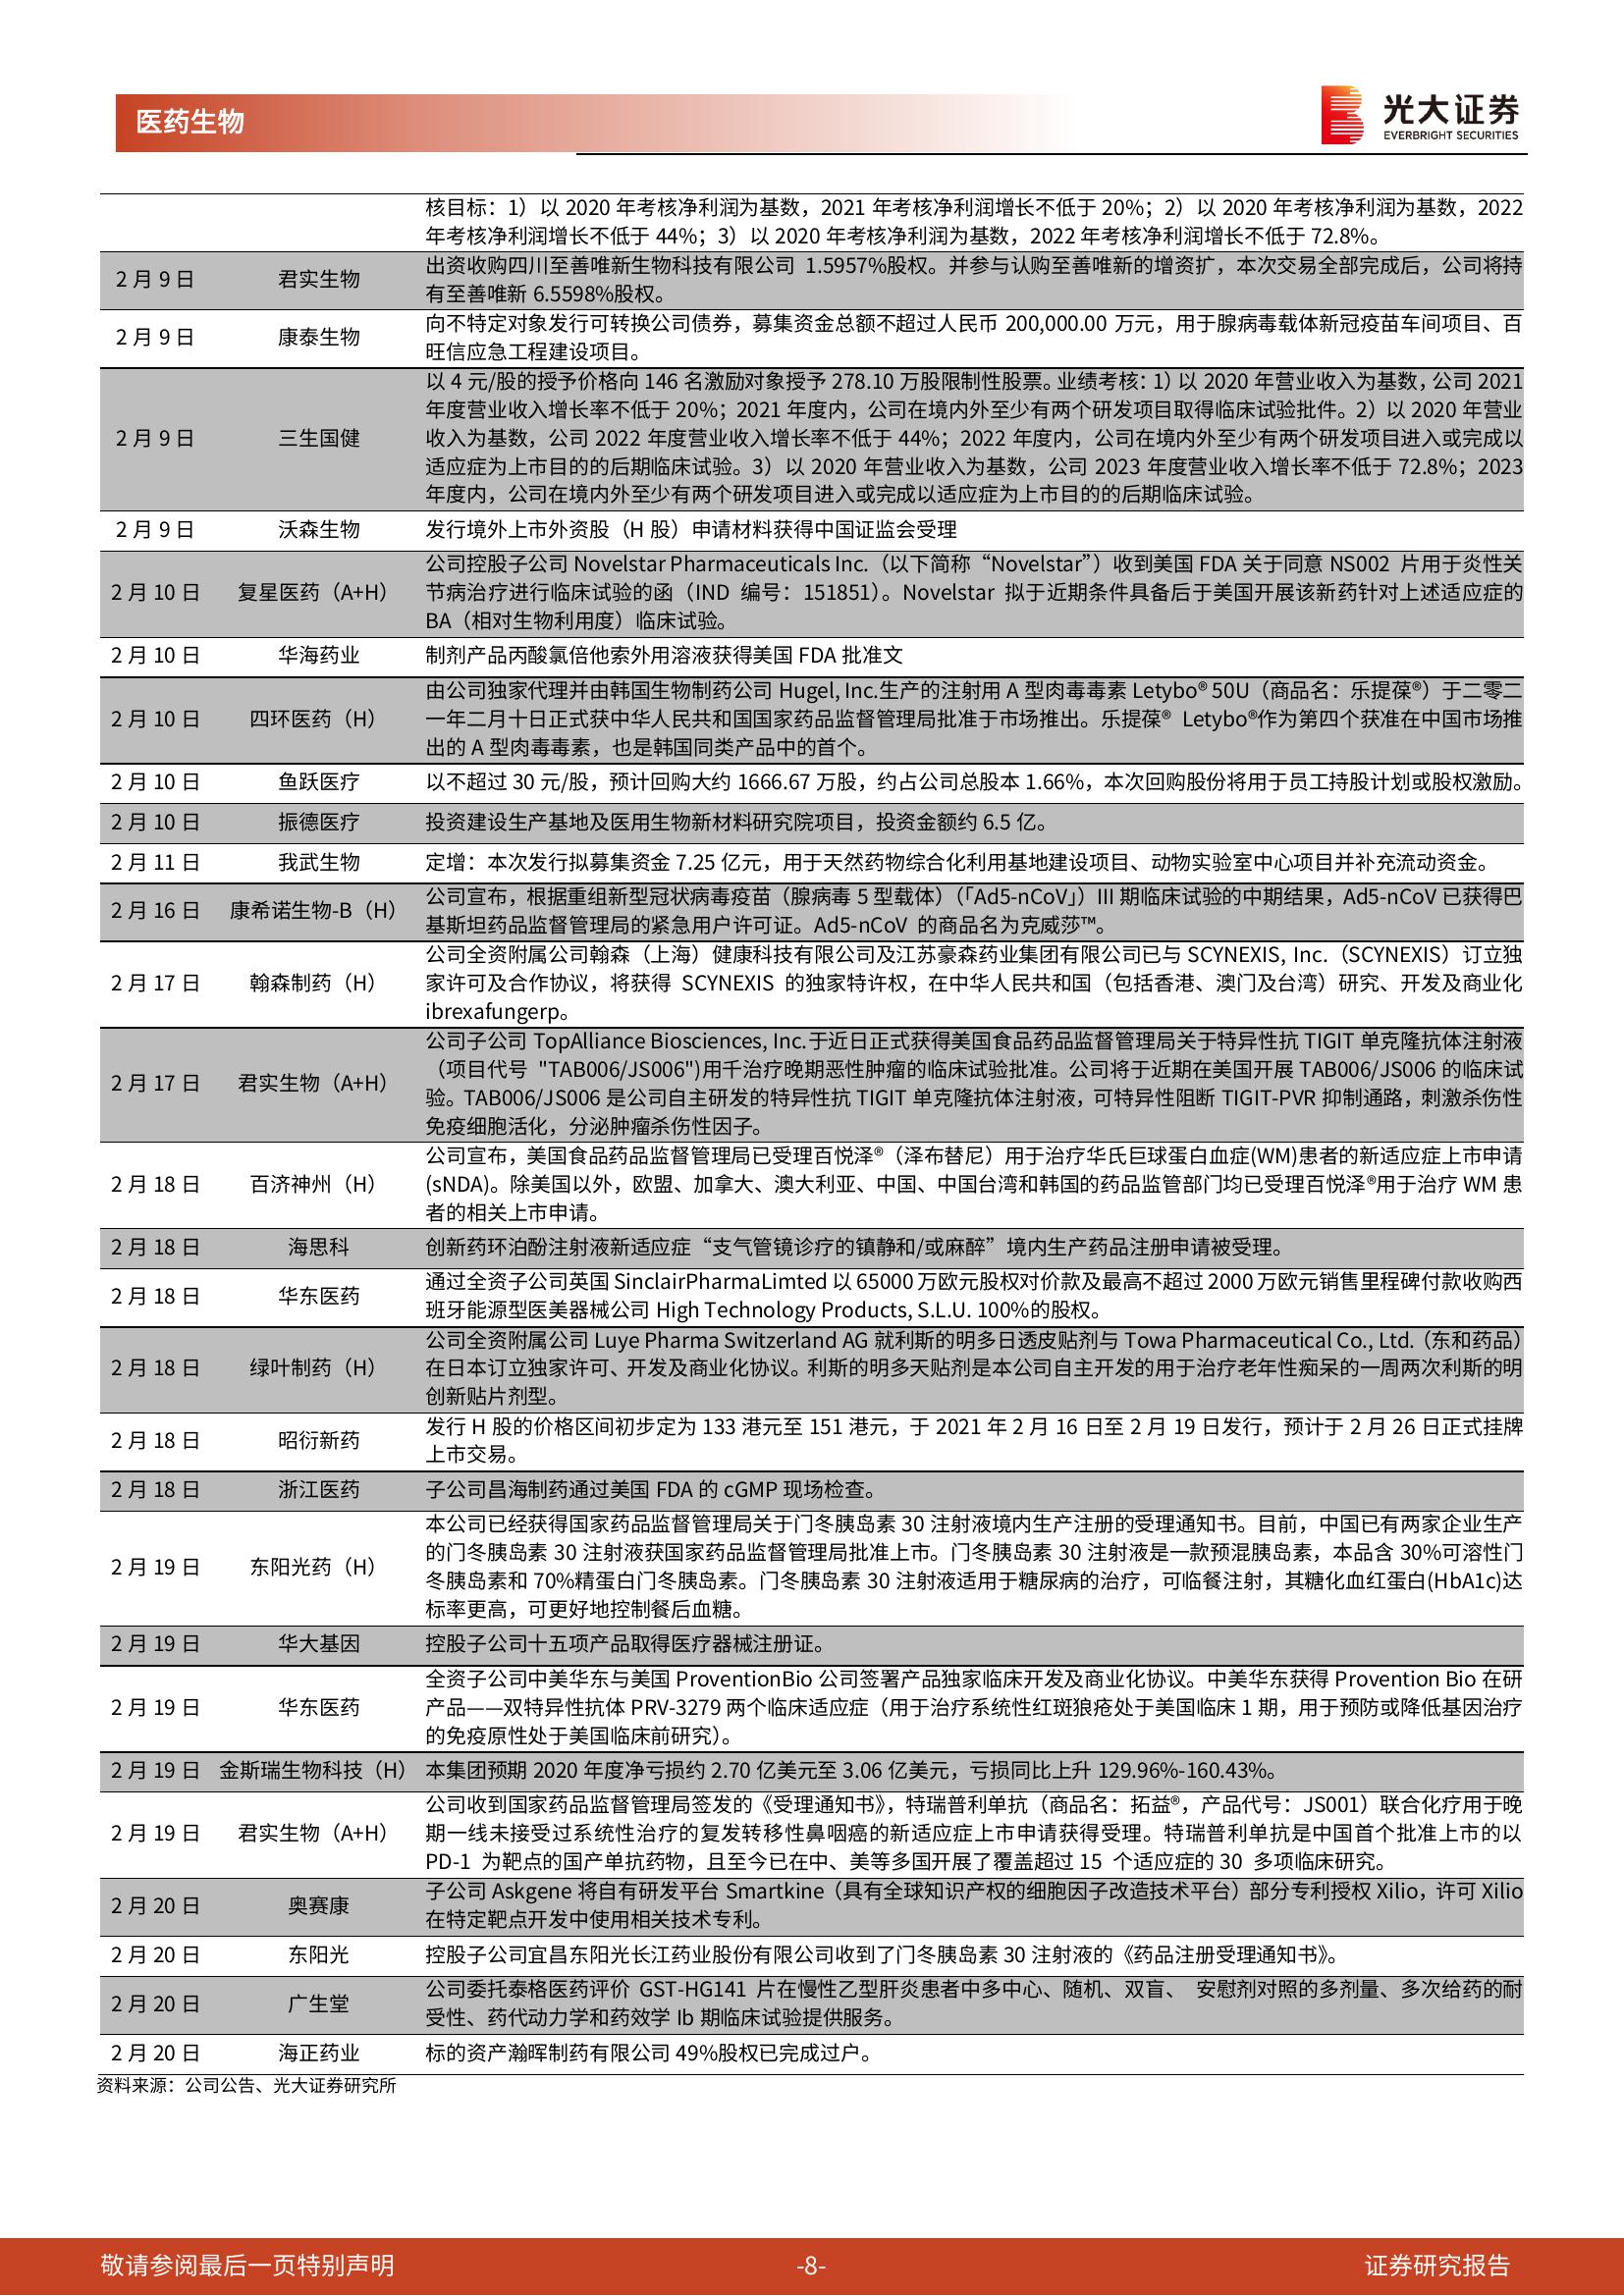 医药生物
光大证券
EVERBRIGHT SECURITIES
核目标：1）以 2020 年考核净利润为基数，2021 年考核净利润增长不低于 20%；2）以 2020 年考核净利润为基数，2022
年考核净利润增长不低于 44%；3）以 2020 年考核净利润为基数，2022 年考核净利润增长不低于 72.8%。
2 月 9 日 君实生物
出资收购四川至善唯新生物科技有限公司 1.5957%股权。并参与认购至善唯新的增资扩，本次交易全部完成后，公司将持
有至善唯新 6.5598%股权。
2 月 9 日 康泰生物
向不特定对象发行可转换公司债券，募集资金总额不超过人民币 200,000.00 万元，用于腺病毒载体新冠疫苗车间项目、百
旺信应急工程建设项目。
2 月 9 日 三生国健
以 4 元/股的授予价格向 146 名激励对象授予 278.10 万股限制性股票。业绩考核：1）以 2020 年营业收入为基数，公司 2021
年度营业收入增长率不低于 20%；2021 年度内，公司在境内外至少有两个研发项目取得临床试验批件。2）以 2020 年营业
收入为基数，公司 2022 年度营业收入增长率不低于 44%；2022 年度内，公司在境内外至少有两个研发项目进入或完成以
适应症为上市目的的后期临床试验。3）以 2020 年营业收入为基数，公司 2023 年度营业收入增长率不低于 72.8%；2023
年度内，公司在境内外至少有两个研发项目进入或完成以适应症为上市目的的后期临床试验。
2 月 9 日 沃森生物 发行境外上市外资股（H 股）申请材料获得中国证监会受理
2 月 10 日 复星医药（A+H）
公司控股子公司 Novelstar Pharmaceuticals Inc.（以下简称“Novelstar”）收到美国 FDA 关于同意 NS002 片用于炎性关
节病治疗进行临床试验的函（IND 编号：151851）。Novelstar 拟于近期条件具备后于美国开展该新药针对上述适应症的
BA（相对生物利用度）临床试验。
2 月 10 日 华海药业 制剂产品丙酸氯倍他索外用溶液获得美国 FDA 批准文
2 月 10 日 四环医药（H）
由公司独家代理并由韩国生物制药公司 Hugel, Inc.生产的注射用 A 型肉毒毒素 Letybo® 50U（商品名：乐提葆®）于二零二
一年二月十日正式获中华人民共和国国家药品监督管理局批准于市场推出。乐提葆® Letybo®作为第四个获准在中国市场推
出的 A 型肉毒毒素，也是韩国同类产品中的首个。
2 月 10 日 鱼跃医疗 以不超过 30 元/股，预计回购大约 1666.67 万股，约占公司总股本 1.66%，本次回购股份将用于员工持股计划或股权激励。
2 月 10 日 振德医疗 投资建设生产基地及医用生物新材料研究院项目，投资金额约 6.5 亿。
2 月 11 日 我武生物 定增：本次发行拟募集资金 7.25 亿元，用于天然药物综合化利用基地建设项目、动物实验室中心项目并补充流动资金。
2 月 16 日 康希诺生物-B（H）
公司宣布，根据重组新型冠状病毒疫苗（腺病毒 5 型载体）（「Ad5-nCoV」）III 期临床试验的中期结果，Ad5-nCoV 已获得巴
基斯坦药品监督管理局的紧急用户许可证。Ad5-nCoV 的商品名为克威莎™。
2 月 17 日 翰森制药（H）
公司全资附属公司翰森（上海）健康科技有限公司及江苏豪森药业集团有限公司已与 SCYNEXIS, Inc.（SCYNEXIS）订立独
家许可及合作协议，将获得 SCYNEXIS 的独家特许权，在中华人民共和国（包括香港、澳门及台湾）研究、开发及商业化
ibrexafungerp。
2 月 17 日 君实生物（A+H）
公司子公司 TopAlliance Biosciences, Inc.于近日正式获得美国食品药品监督管理局关于特异性抗 TIGIT 单克隆抗体注射液
（项目代号 "TAB006/JS006")用千治疗晚期恶性肿瘤的临床试验批准。公司将于近期在美国开展 TAB006/JS006 的临床试
验。TAB006/JS006 是公司自主研发的特异性抗 TIGIT 单克隆抗体注射液，可特异性阻断 TIGIT-PVR 抑制通路，刺激杀伤性
免疫细胞活化，分泌肿瘤杀伤性因子。
2 月 18 日 百济神州（H）
公司宣布，美国食品药品监督管理局已受理百悦泽®（泽布替尼）用于治疗华氏巨球蛋白血症(WM)患者的新适应症上市申请
(sNDA)。除美国以外，欧盟、加拿大、澳大利亚、中国、中国台湾和韩国的药品监管部门均已受理百悦泽®用于治疗 WM 患
者的相关上市申请。
2 月 18 日 海思科 创新药环泊酚注射液新适应症“支气管镜诊疗的镇静和/或麻醉”境内生产药品注册申请被受理。
2 月 18 日 华东医药
通过全资子公司英国 SinclairPharmaLimted 以 65000 万欧元股权对价款及最高不超过 2000 万欧元销售里程碑付款收购西
班牙能源型医美器械公司 High Technology Products, S.L.U. 100%的股权。
2 月 18 日 绿叶制药（H）
公司全资附属公司 Luye Pharma Switzerland AG 就利斯的明多日透皮贴剂与 Towa Pharmaceutical Co., Ltd.（东和药品）
在日本订立独家许可、开发及商业化协议。利斯的明多天贴剂是本公司自主开发的用于治疗老年性痴呆的一周两次利斯的明
创新贴片剂型。
2 月 18 日 昭衍新药
发行 H 股的价格区间初步定为 133 港元至 151 港元，于 2021 年 2 月 16 日至 2 月 19 日发行，预计于 2 月 26 日正式挂牌
上市交易。
2 月 18 日 浙江医药 子公司昌海制药通过美国 FDA 的 cGMP 现场检查。
2 月 19 日 东阳光药（H）
本公司已经获得国家药品监督管理局关于门冬胰岛素 30 注射液境内生产注册的受理通知书。目前，中国已有两家企业生产
的门冬胰岛素 30 注射液获国家药品监督管理局批准上市。门冬胰岛素 30 注射液是一款预混胰岛素，本品含 30%可溶性门
冬胰岛素和 70%精蛋白门冬胰岛素。门冬胰岛素 30 注射液适用于糖尿病的治疗，可临餐注射，其糖化血红蛋白(HbA1c)达
标率更高，可更好地控制餐后血糖。
2 月 19 日 华大基因 控股子公司十五项产品取得医疗器械注册证。
2 月 19 日 华东医药
全资子公司中美华东与美国 ProventionBio 公司签署产品独家临床开发及商业化协议。中美华东获得 Provention Bio 在研
产品——双特异性抗体 PRV-3279 两个临床适应症（用于治疗系统性红斑狼疮处于美国临床 1 期，用于预防或降低基因治疗
的免疫原性处于美国临床前研究）。
2 月 19 日 金斯瑞生物科技（H） 本集团预期 2020 年度净亏损约 2.70 亿美元至 3.06 亿美元，亏损同比上升 129.96%-160.43%。
2 月 19 日 君实生物（A+H）
公司收到国家药品监督管理局签发的《受理通知书》，特瑞普利单抗（商品名：拓益®，产品代号：JS001）联合化疗用于晚
期一线未接受过系统性治疗的复发转移性鼻咽癌的新适应症上市申请获得受理。特瑞普利单抗是中国首个批准上市的以
PD-1 为靶点的国产单抗药物，且至今已在中、美等多国开展了覆盖超过 15 个适应症的 30 多项临床研究。
2 月 20 日 奥赛康
子公司 Askgene 将自有研发平台 Smartkine（具有全球知识产权的细胞因子改造技术平台）部分专利授权 Xilio，许可 Xilio
在特定靶点开发中使用相关技术专利。
2 月 20 日 东阳光 控股子公司宜昌东阳光长江药业股份有限公司收到了门冬胰岛素 30 注射液的《药品注册受理通知书》。
2 月 20 日 广生堂
公司委托泰格医药评价 GST-HG141 片在慢性乙型肝炎患者中多中心、随机、双盲、 安慰剂对照的多剂量、多次给药的耐
受性、药代动力学和药效学 Ib 期临床试验提供服务。
2 月 20 日 海正药业 标的资产瀚晖制药有限公司 49%股权已完成过户。
资料来源：公司公告、光大证券研究所
敬请参阅最后一页特别声明 -8- 证券研究报告